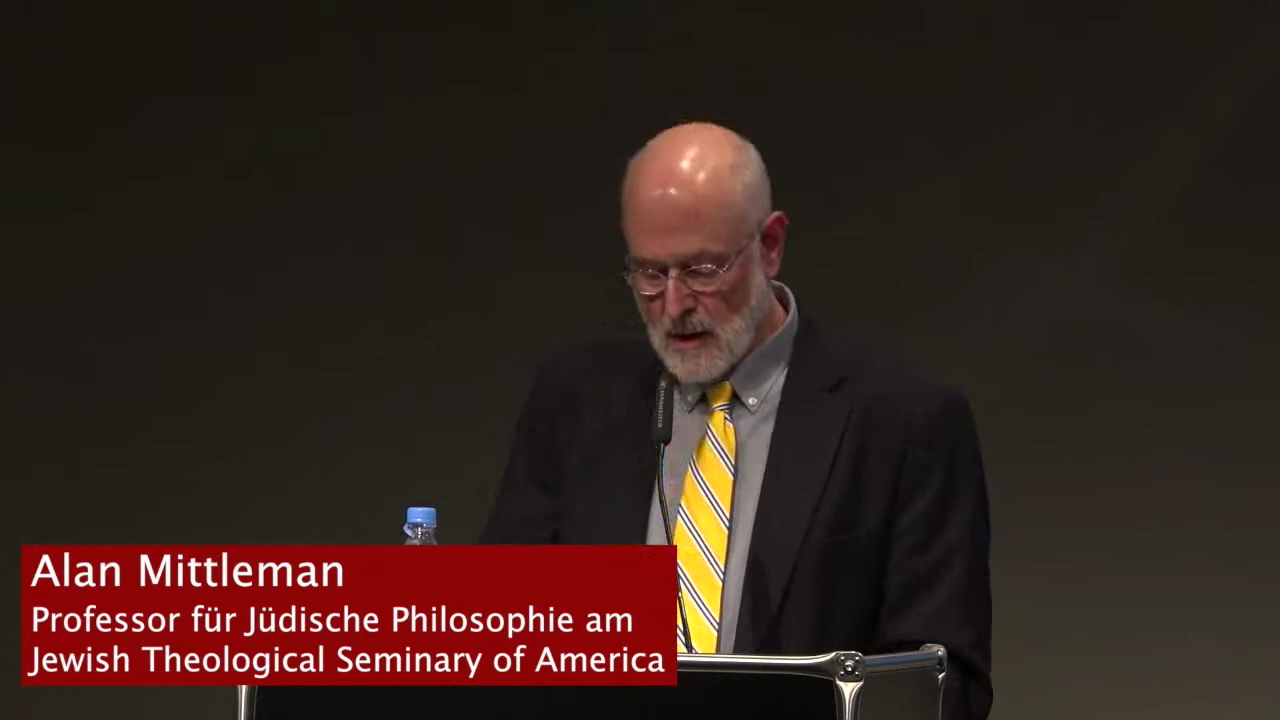 Alan Mittleman
Professor für Jüdische Philosophie am
Jewish Theological Seminary of America